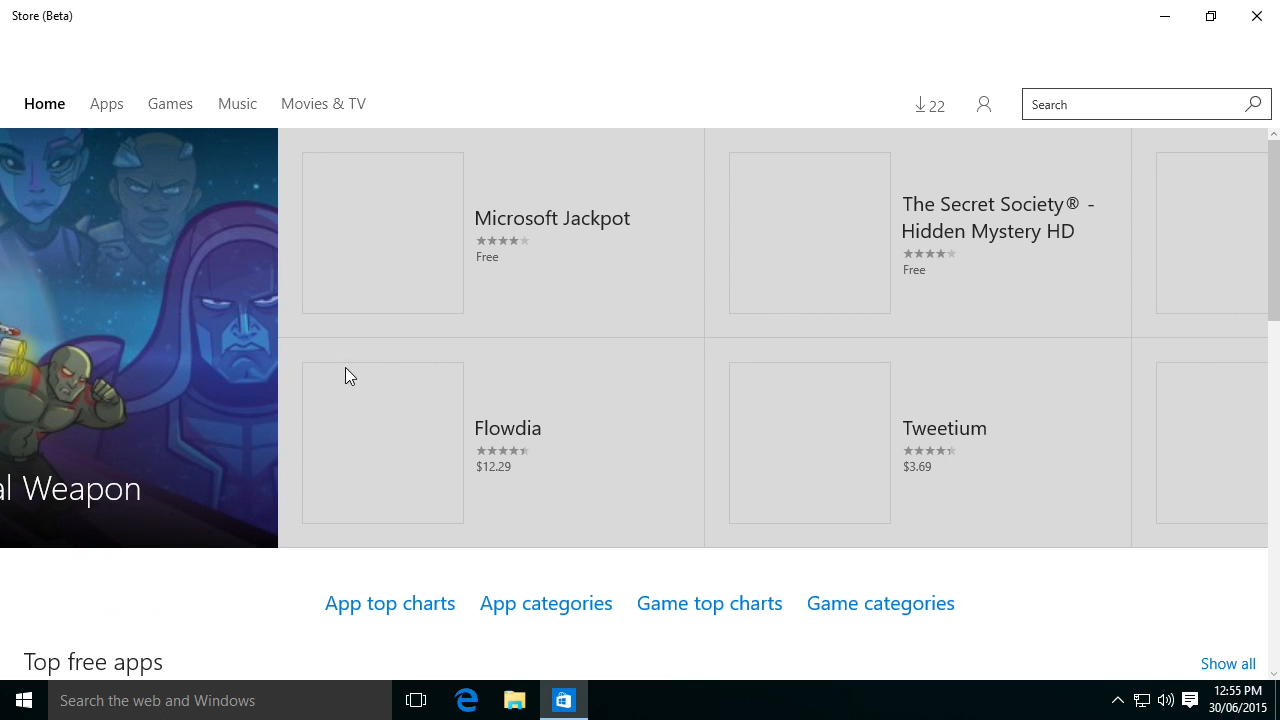 Store (Beta)
Home Apps Games Music Movies & TV 22 Search
al Weapon
Microsoft Jackpot
Free
The Secret Society® -
Hidden Mystery HD
Free
Flowdia
$12.29
Tweetium
$3.69
App top charts App categories Game top charts Game categories
Top free apps Show all
Search the web and Windows
12:55 PM
30/06/2015